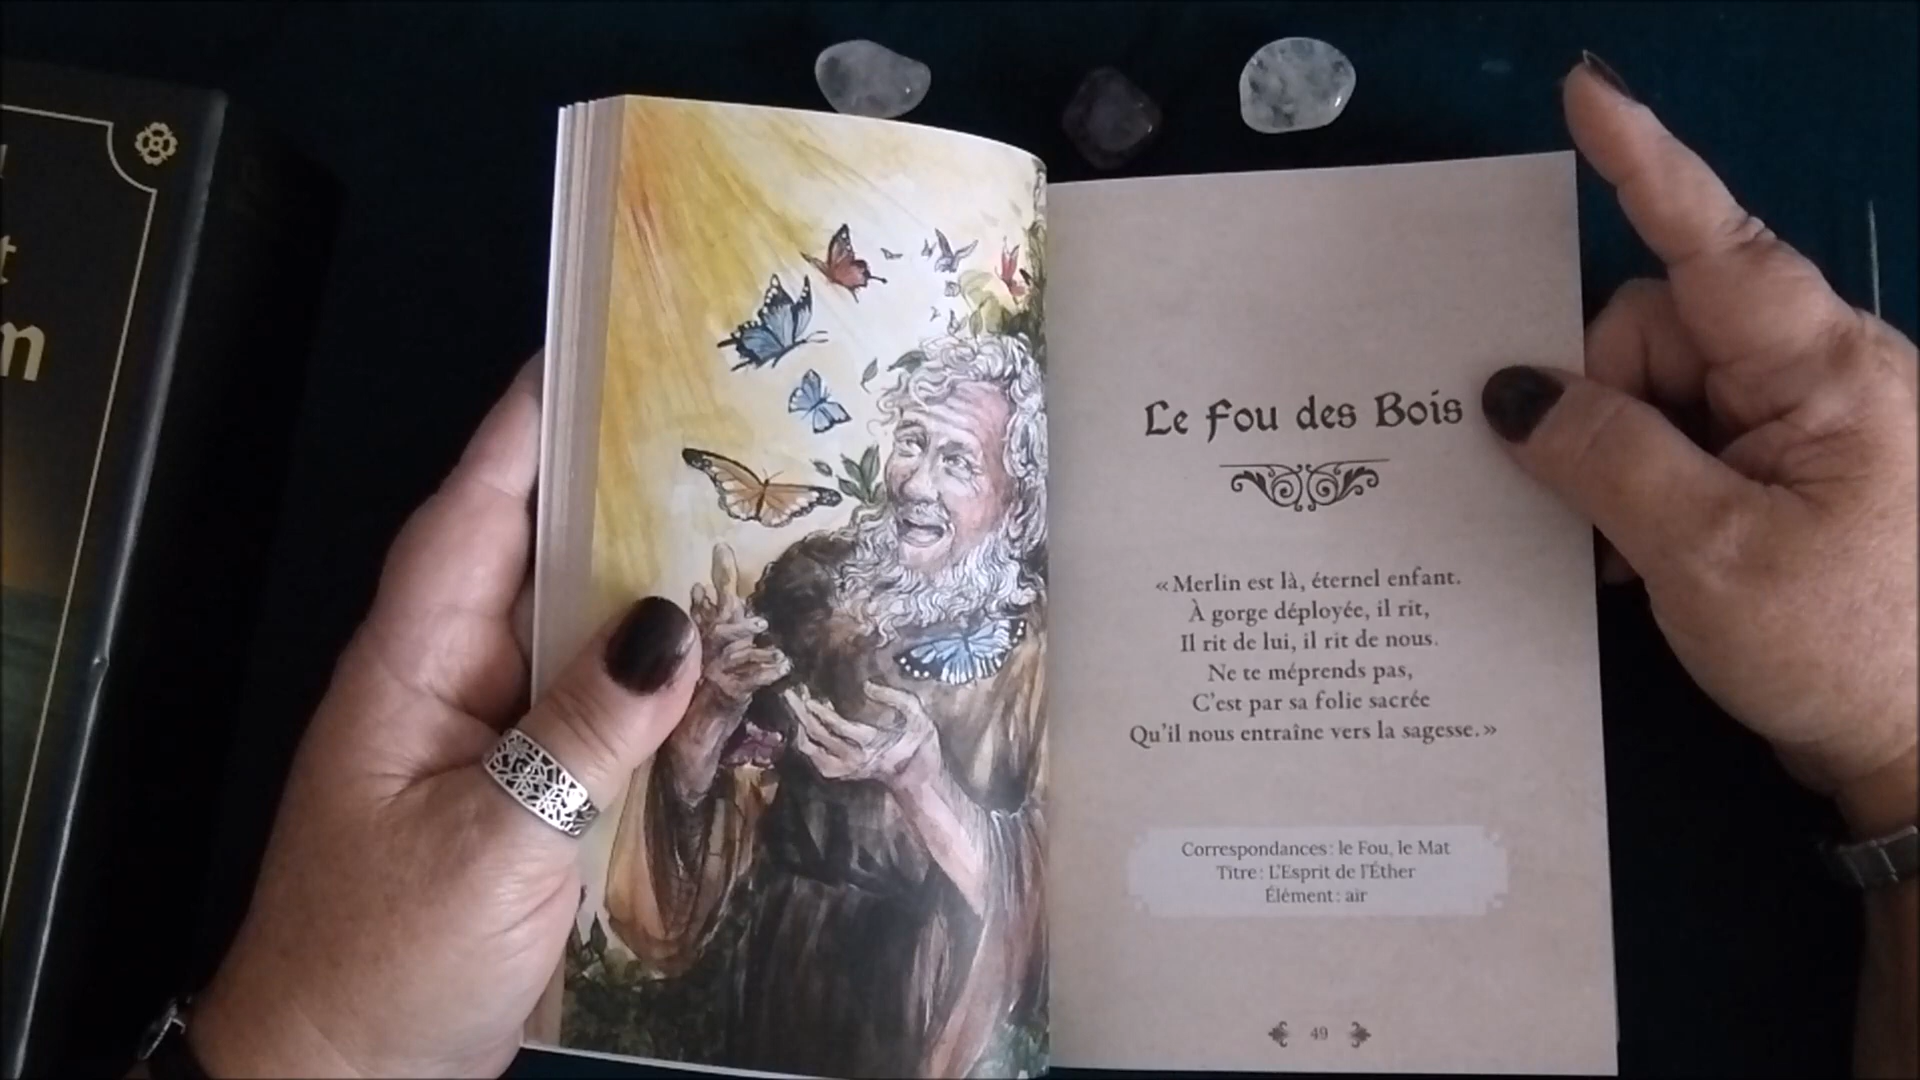 Le Fou des Bois
« Merlin est là, éternel enfant.
À gorge déployée, il rit,
Il rit de lui, il rit de nous.
Ne te méprends pas,
C'est par sa folie sacrée
Qu'il nous entraîne vers la sagesse. »
Correspondances : le Fou, le Mat
Titre : L'Esprit de l'Éther
Élément : air
49